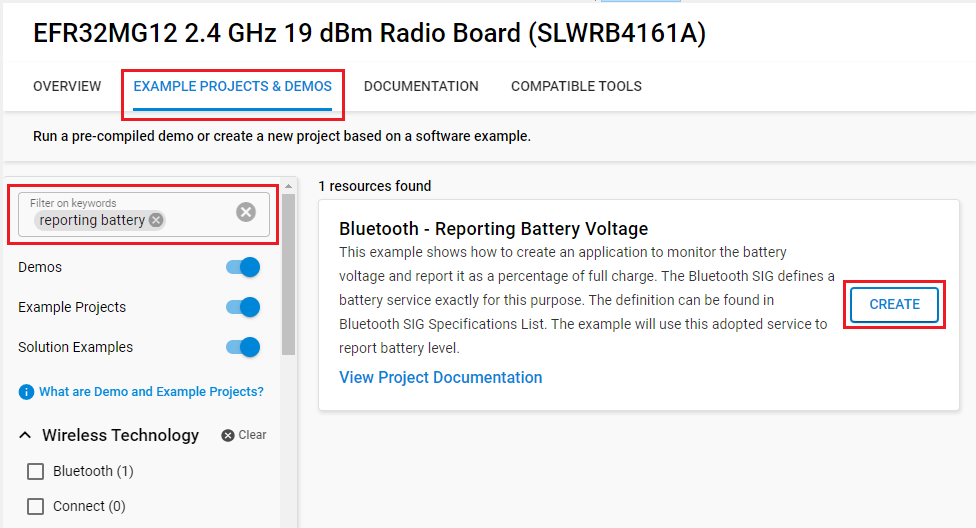 EFR32MG12 2.4 GHz 19 dBm Radio Board (SLWRB4161A)
OVERVIEW
EXAMPLE PROJECTS & DEMOS
DOCUMENTATION
COMPATIBLE TOOLS
Run a pre-compiled demo or create a new project based on a software example.
Filter on keywords
reporting battery
Demos
Example Projects
Solution Examples
What are Demo and Example Projects?
Wireless Technology
Clear
Bluetooth (1)
Connect (0)
1 resources found
Bluetooth - Reporting Battery Voltage
This example shows how to create an application to monitor the battery
voltage and report it as a percentage of full charge. The Bluetooth SIG defines a
battery service exactly for this purpose. The definition can be found in
Bluetooth SIG Specifications List. The example will use this adopted service to
report battery level.
View Project Documentation
CREATE